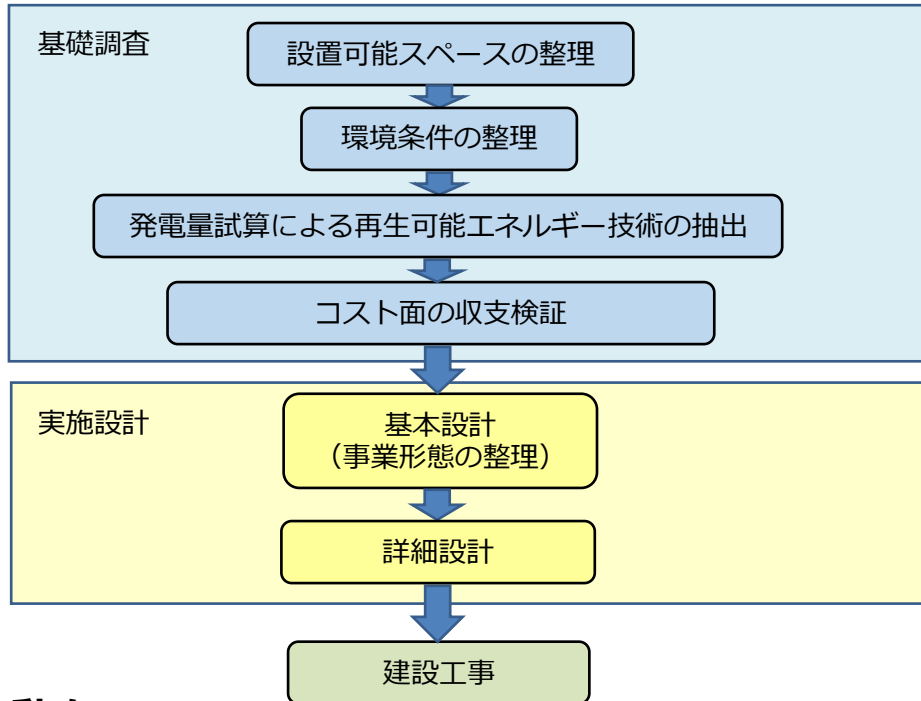 基礎調査
設置可能スペースの整理
環境条件の整理
発電量試算による再生可能エネルギー技術の抽出
コスト面の収支検証
実施設計
基本設計
（事業形態の整理）
詳細設計
建設工事